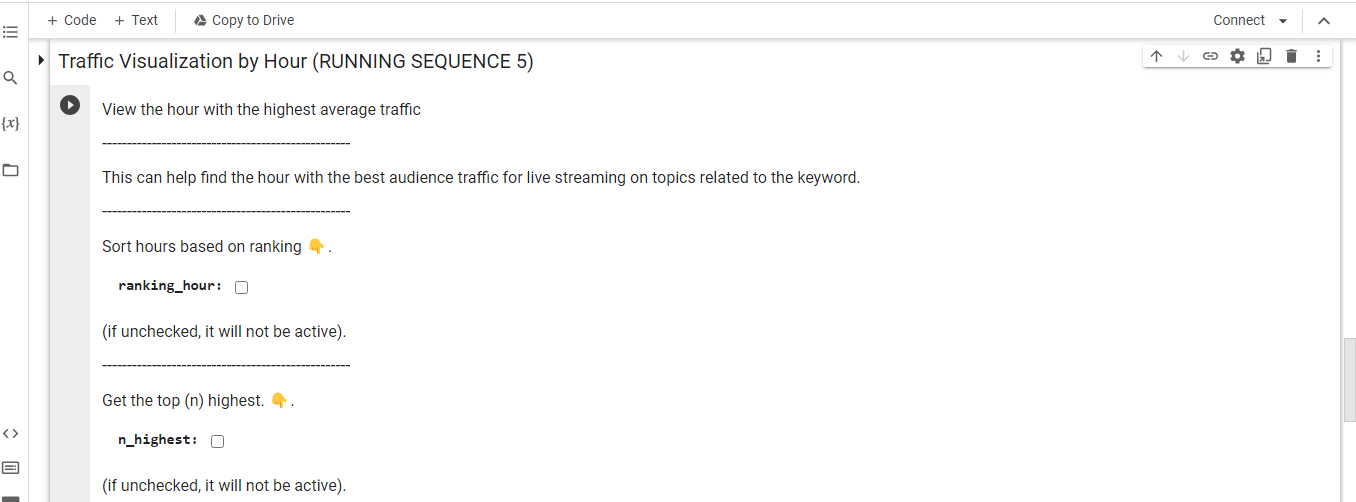 + Code + Text Copy to Drive Connect
Traffic Visualization by Hour (RUNNING SEQUENCE 5)
{x}
View the hour with the highest average traffic
--------------------------------------------------
This can help find the hour with the best audience traffic for live streaming on topics related to the keyword.
--------------------------------------------------
Sort hours based on ranking 👇 .
ranking_hour:
(if unchecked, it will not be active).
--------------------------------------------------
Get the top (n) highest. 👇 .
n_highest:
(if unchecked, it will not be active).